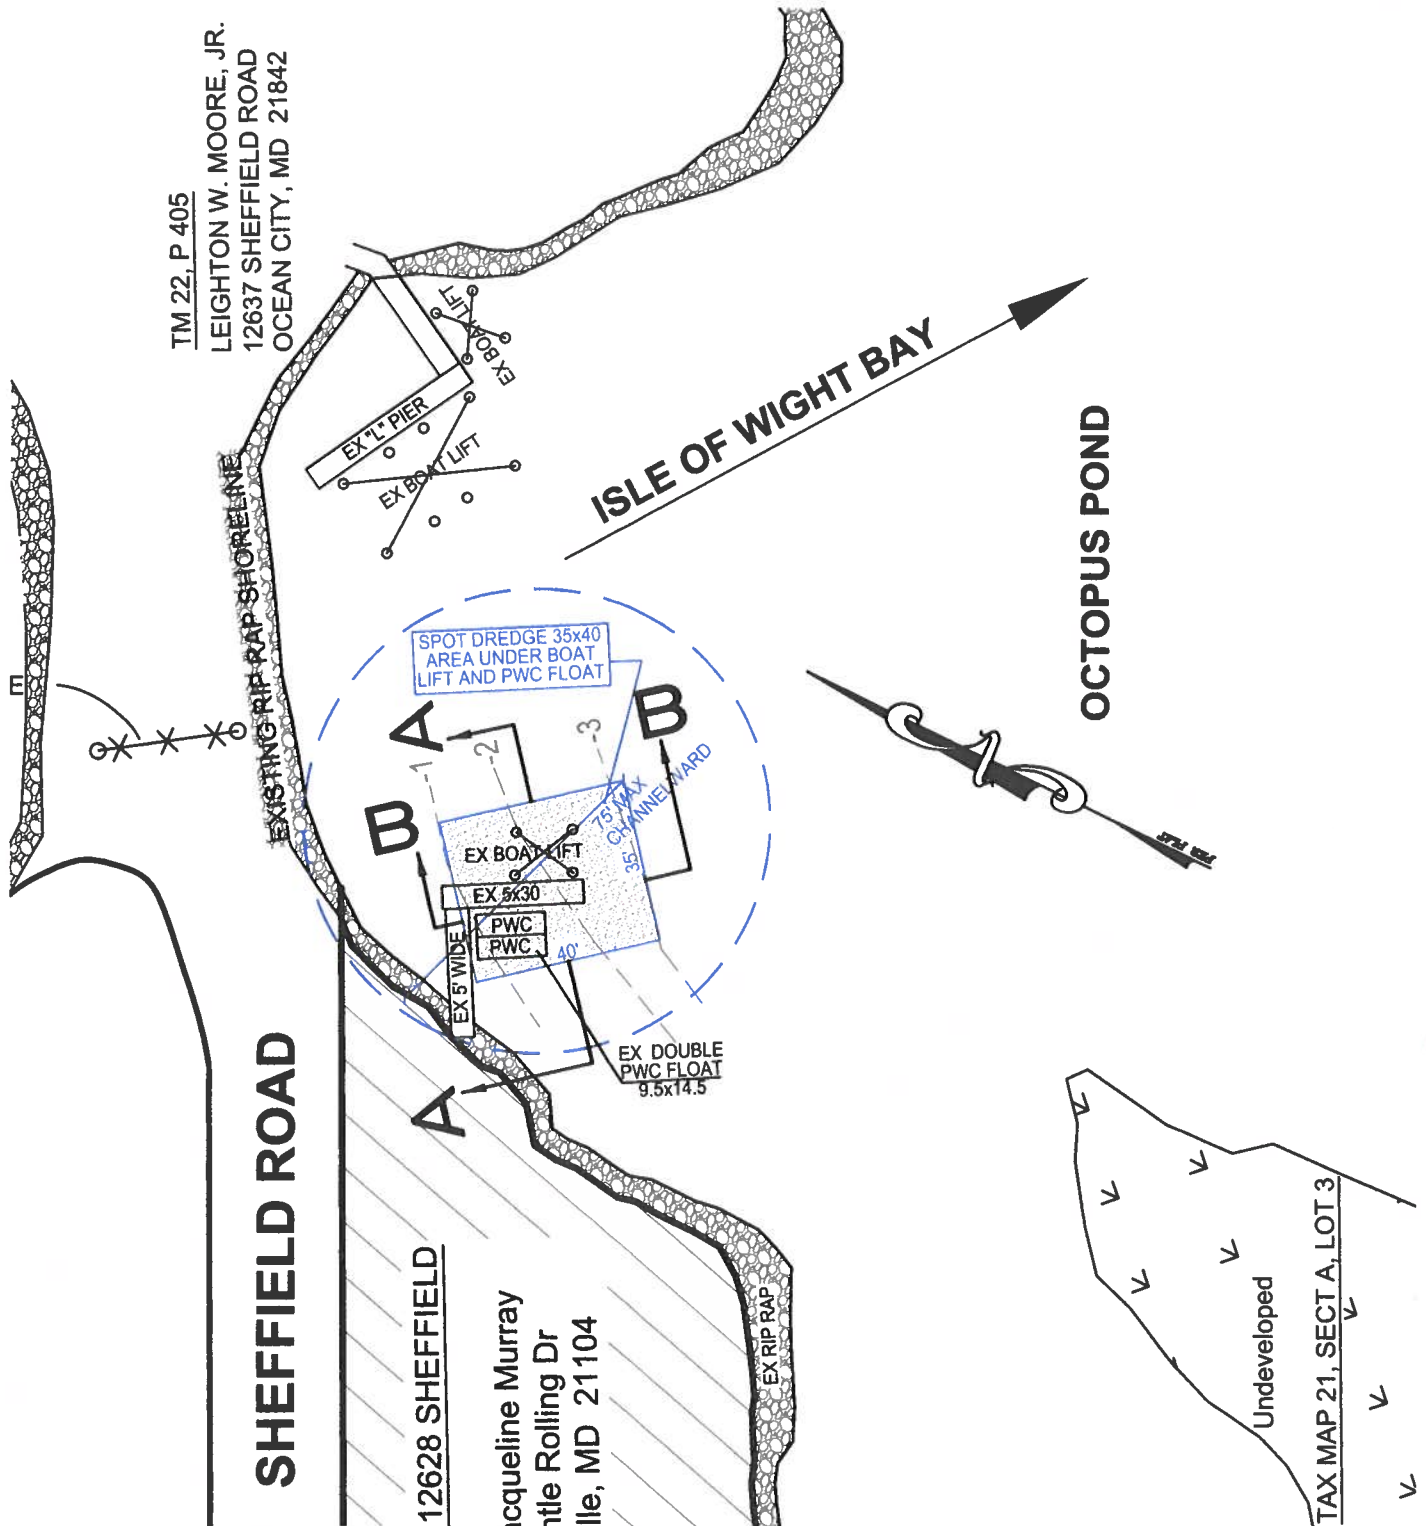 TM 22, P 405
LEIGHTON W. MOORE, JR.
12637 SHEFFIELD ROAD
OCEAN CITY, MD 21842
E
EXISTING RIP RAP SHORELINE
EX "L" PIER
EX BOAT LIFT
EX BOAT LIFT
ISLE OF WIGHT BAY
OCTOPUS POND
SPOT DREDGE 35x40
AREA UNDER BOAT
LIFT AND PWC FLOAT
A
B
B
A
-1
-2
-3
75' MAX
CHANNELWARD
35'
40'
EX BOAT LIFT
EX 5x30
PWC
PWC
EX 5' WIDE
EX DOUBLE
PWC FLOAT
9.5x14.5
PER PLAT
SHEFFIELD ROAD
12628 SHEFFIELD
acqueline Murray
ntle Rolling Dr
lle, MD 21104
EX RIP RAP
Undeveloped
TAX MAP 21, SECT A, LOT 3